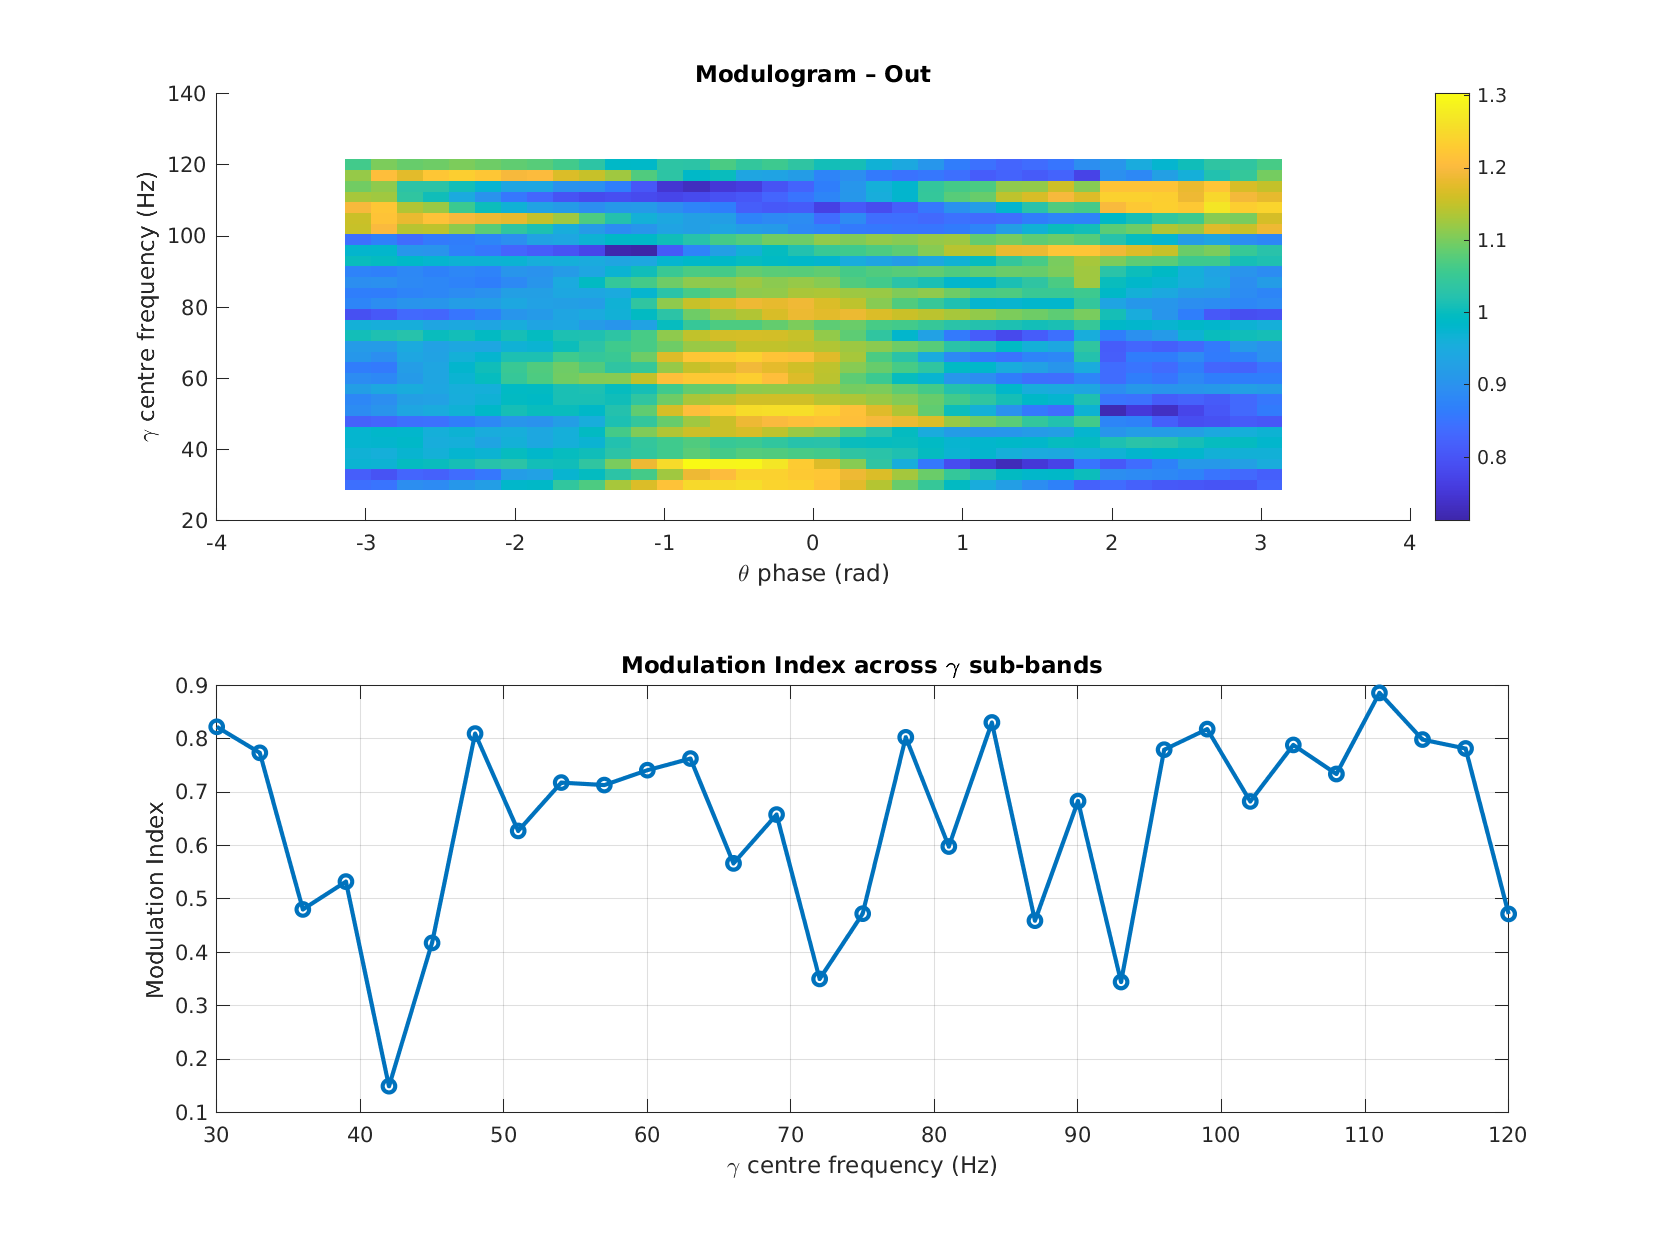 Modulogram – Out
140
120
100
80
60
40
20
γ centre frequency (Hz)
-4 -3 -2 -1 0 1 2 3 4
θ phase (rad)
1.3
1.2
1.1
1
0.9
0.8
Modulation Index across γ sub-bands
0.9
0.8
0.7
0.6
0.5
0.4
0.3
0.2
0.1
Modulation Index
30 40 50 60 70 80 90 100 110 120
γ centre frequency (Hz)